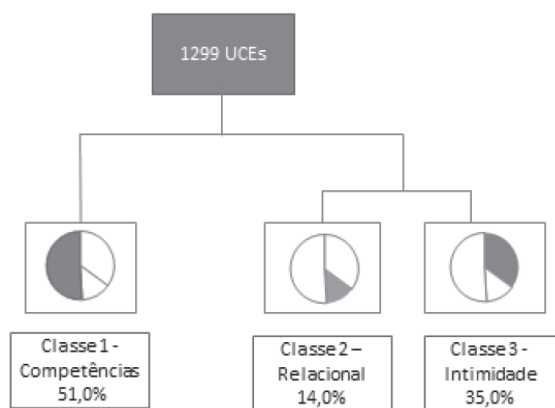 1299 UCEs
Classe 1 -
Competências
51,0%
Classe 2 –
Relacional
14,0%
Classe 3 -
Intimidade
35,0%